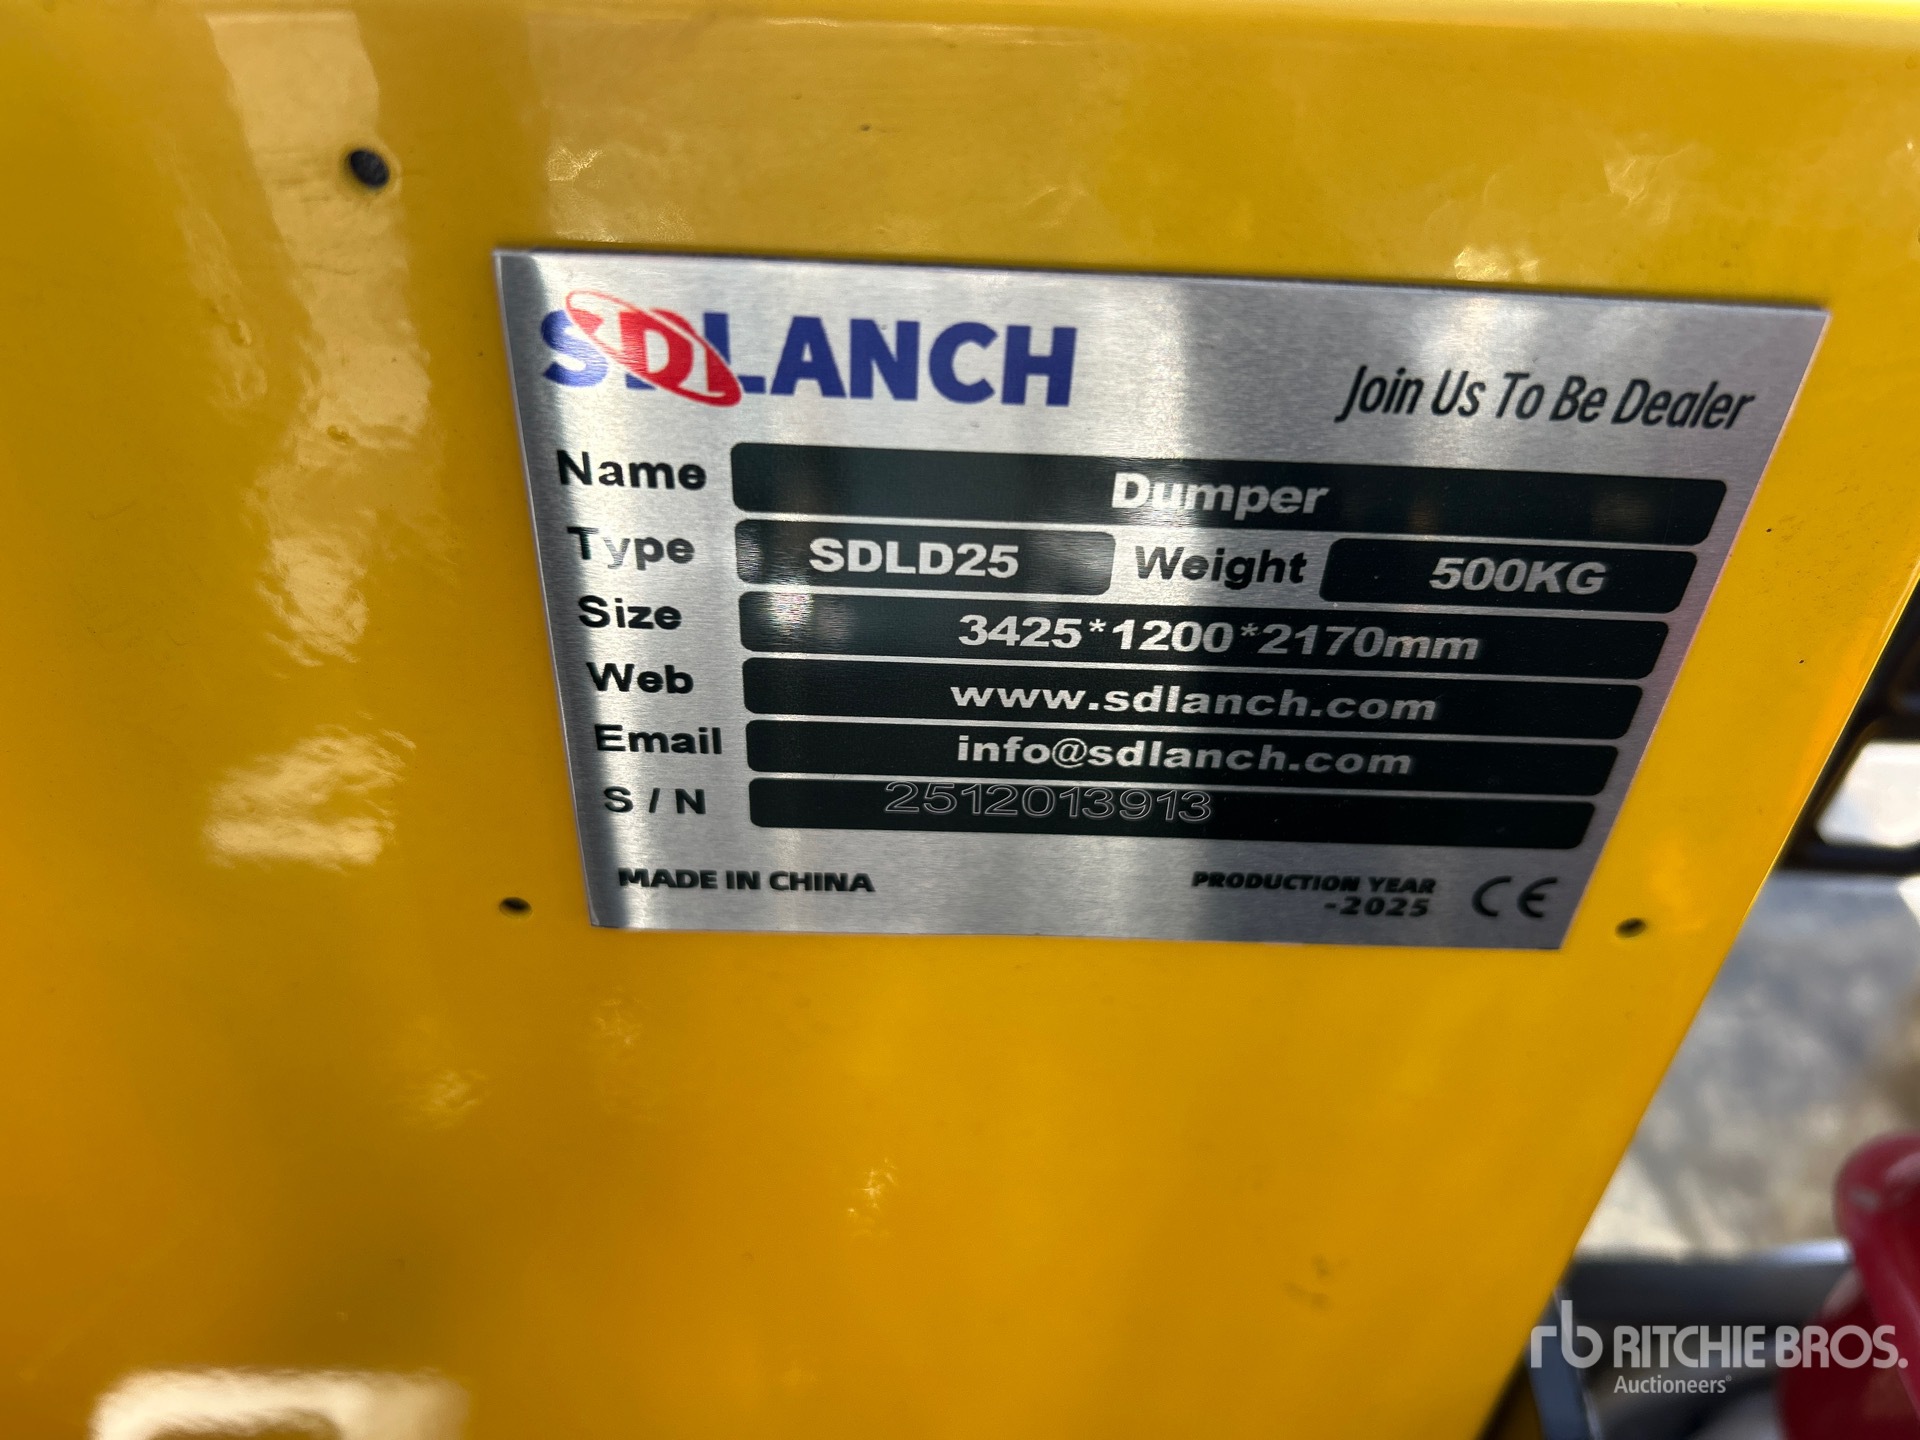 SDLANCH
Join Us To Be Dealer
Name Dumper
Type SDLD25 Weight 500KG
Size 3425*1200*2170mm
Web www.sdlanch.com
Email info@sdlanch.com
S / N 2512013913
MADE IN CHINA
PRODUCTION YEAR
-2025
CE
rb RITCHIE BROS.
Auctioneers